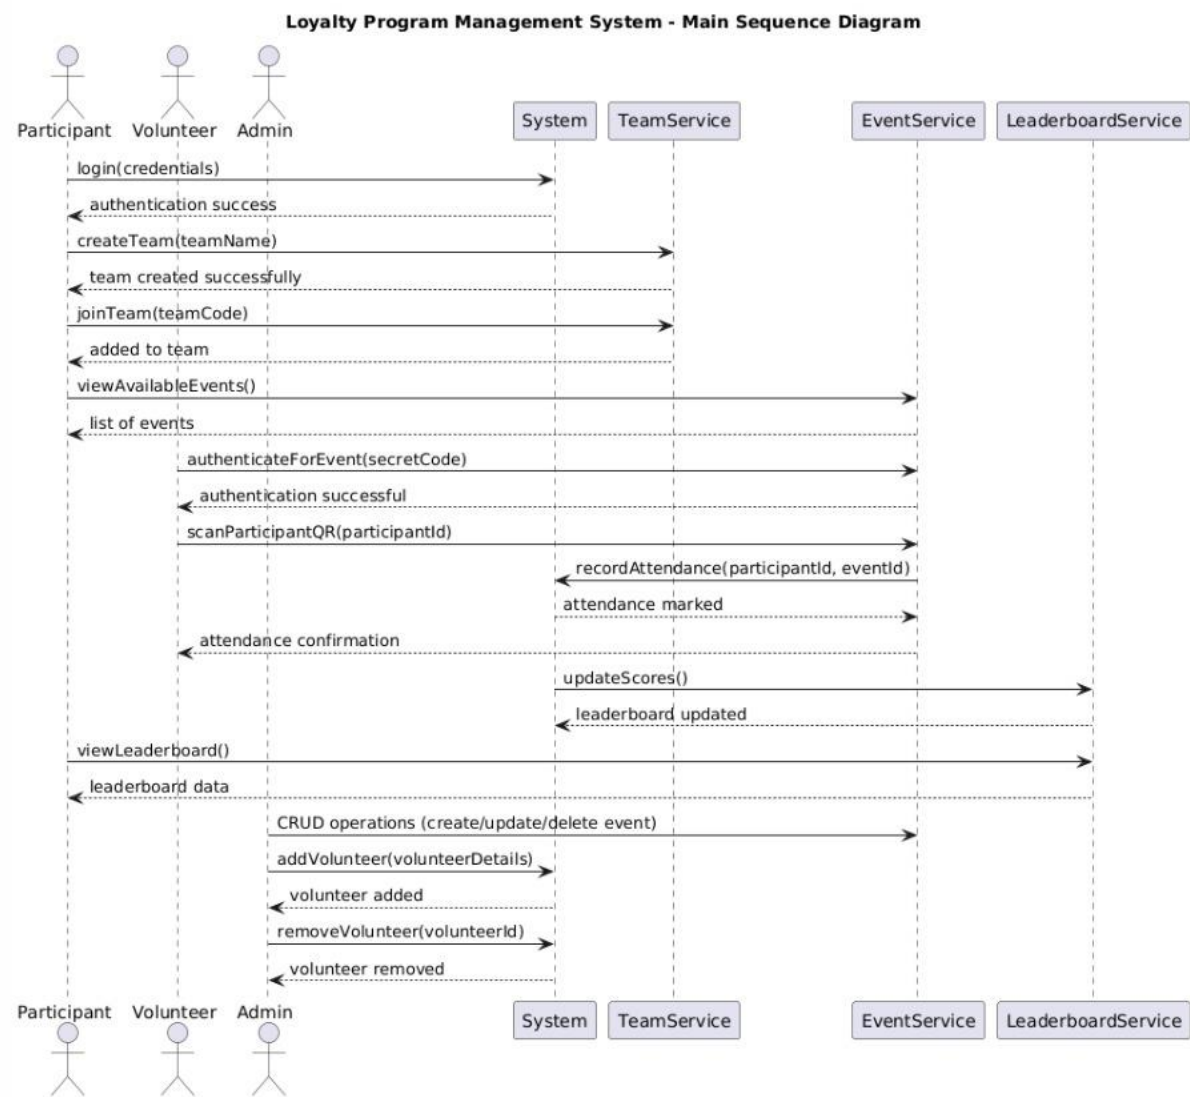 Loyalty Program Management System - Main Sequence Diagram
Participant Volunteer Admin System TeamService EventService LeaderboardService
login(credentials)
authentication success
createTeam(teamName)
team created successfully
joinTeam(teamCode)
added to team
viewAvailableEvents()
list of events
authenticateForEvent(secretCode)
authentication successful
scanParticipantQR(participantId)
recordAttendance(participantId, eventId)
attendance marked
attendance confirmation
updateScores()
leaderboard updated
viewLeaderboard()
leaderboard data
CRUD operations (create/update/delete event)
addVolunteer(volunteerDetails)
volunteer added
removeVolunteer(volunteerId)
volunteer removed
Participant Volunteer Admin System TeamService EventService LeaderboardService